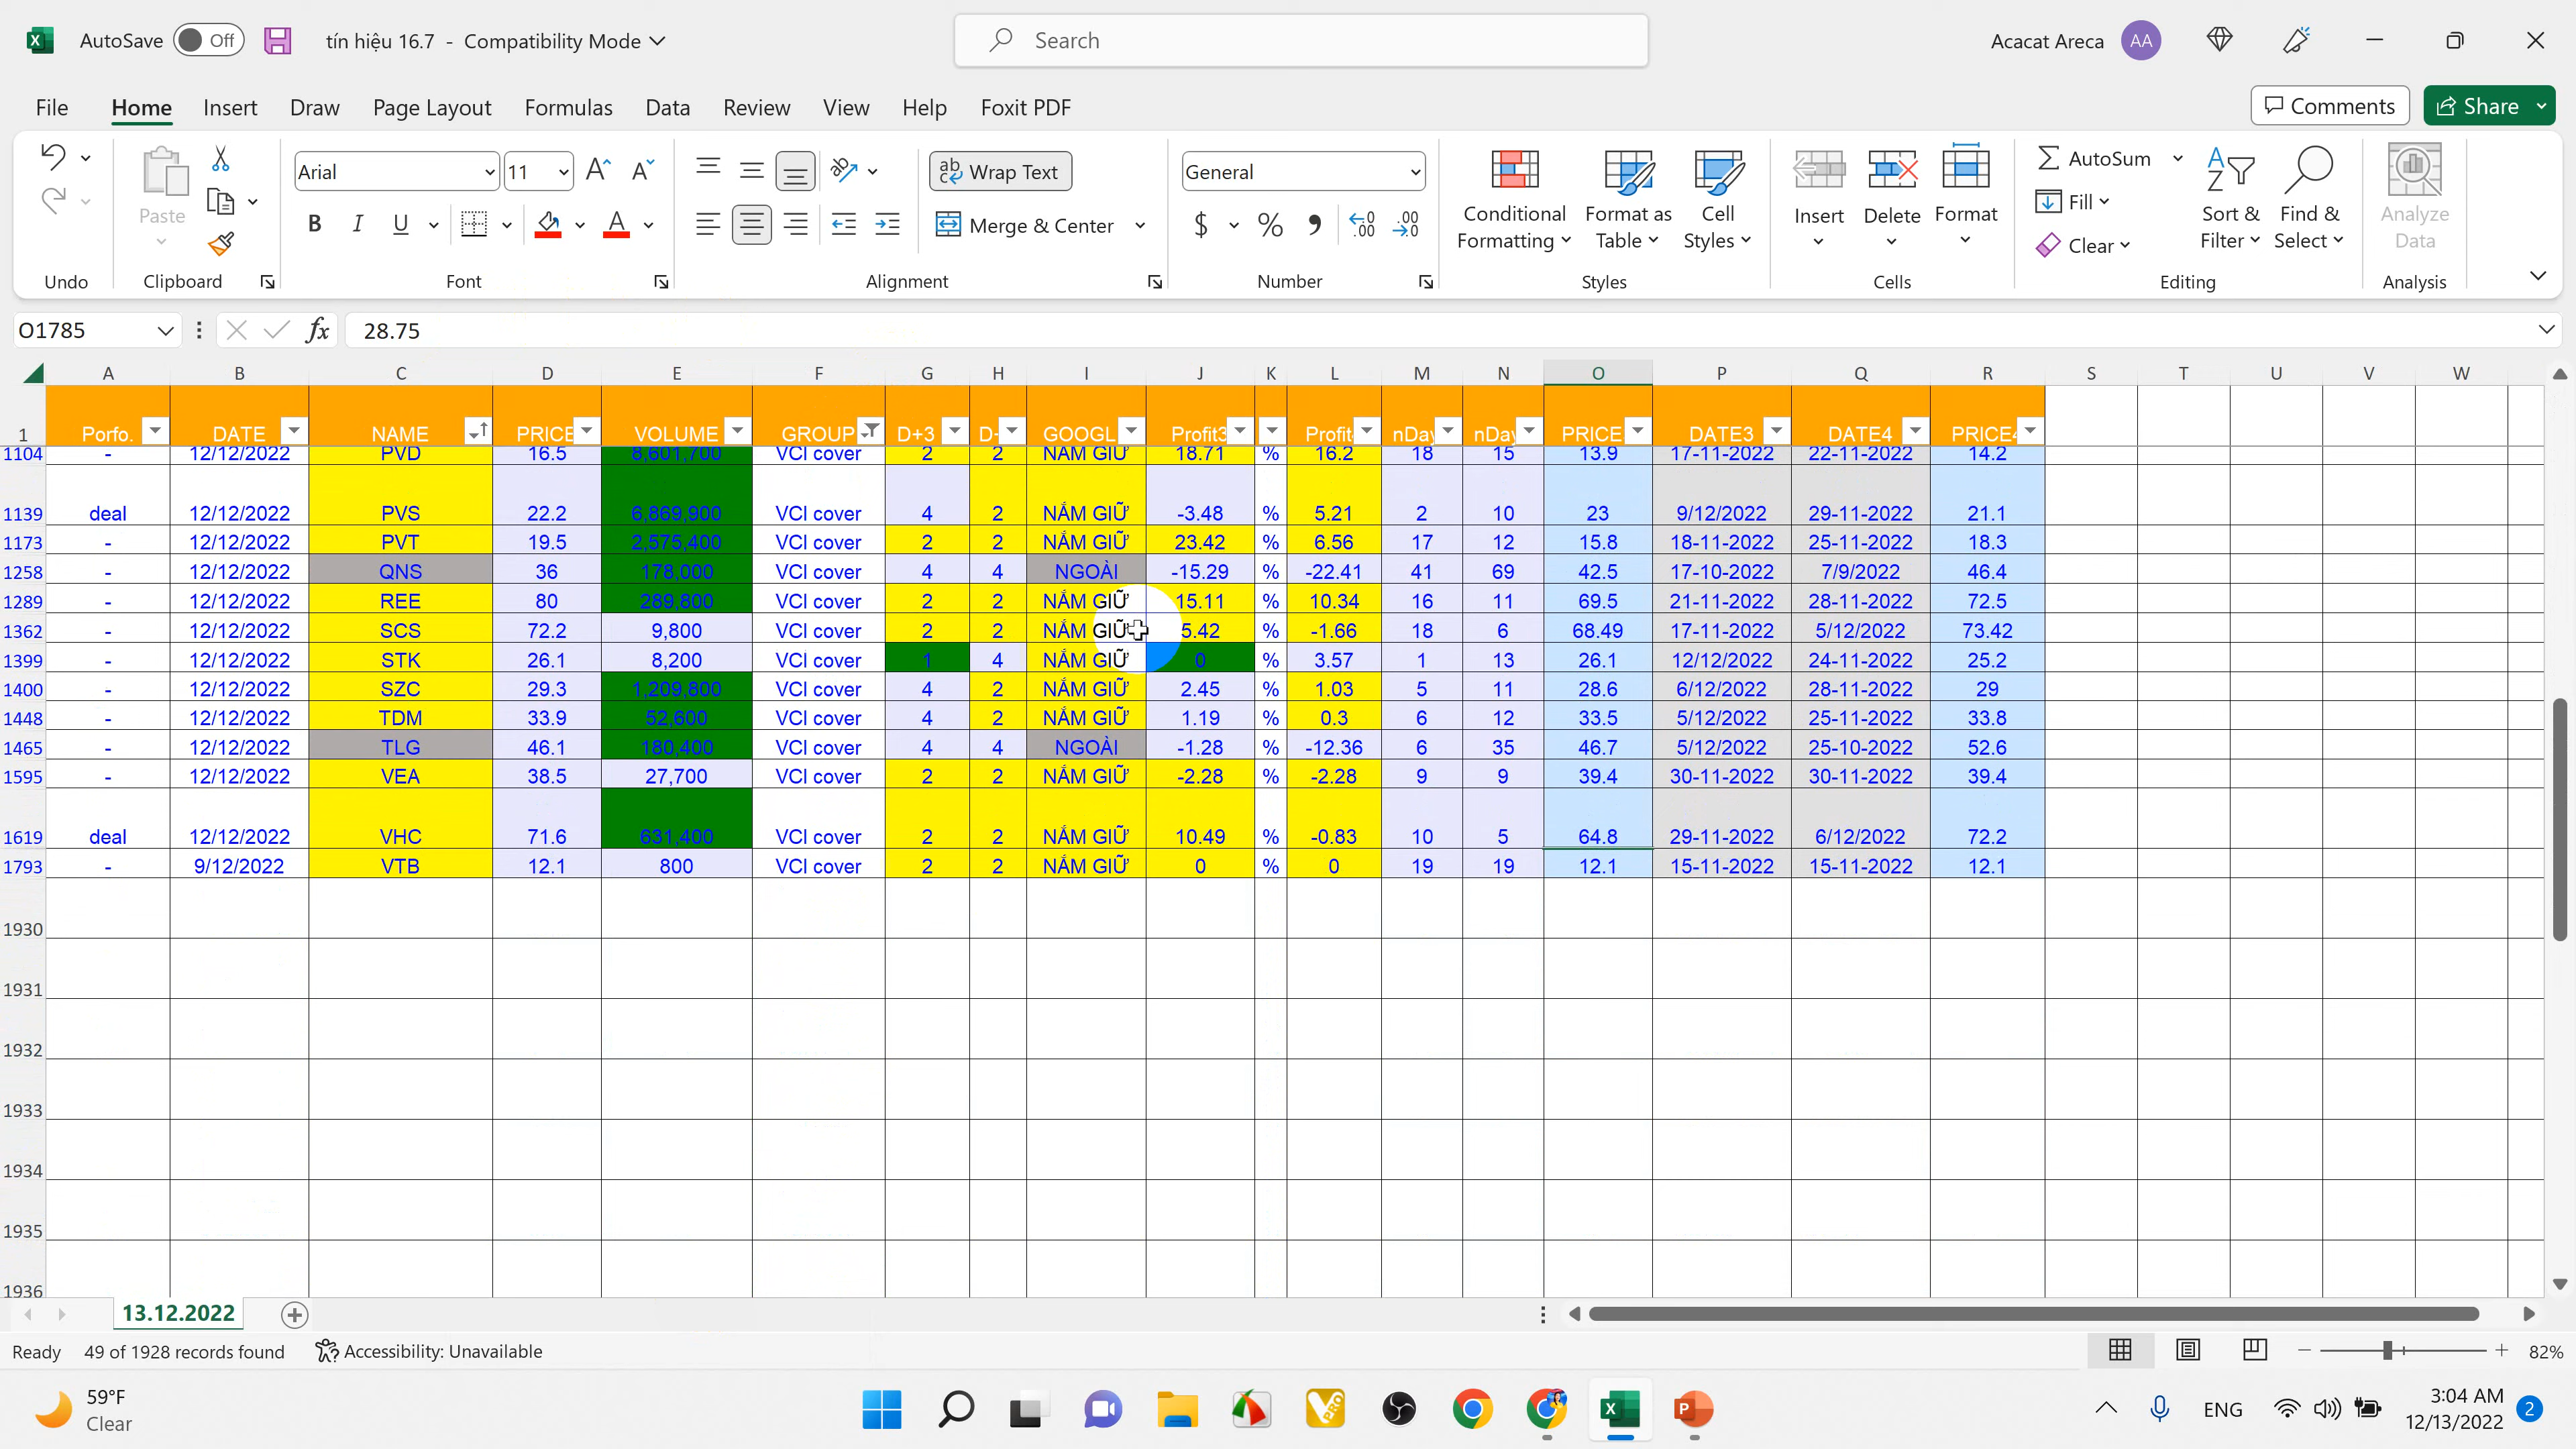 AutoSave Off tín hiệu 16.7 - Compatibility Mode Search Acacat Areca AA
File Home Insert Draw Page Layout Formulas Data Review View Help Foxit PDF Comments Share
Paste Arial 11 Wrap Text General Conditional Formatting Format as Table Cell Styles Insert Delete Format AutoSum Fill Clear Sort & Filter Find & Select Analyze Data
B I U Merge & Center $ %
Undo Clipboard Font Alignment Number Styles Cells Editing Analysis
O1785 fx 28.75
A B C D E F G H I J K L M N O P Q R S T U V W
1 Porfo. DATE NAME PRICE VOLUME GROUP D+3 D- GOOGL Profit3 Profit nDay nDay PRICE DATE3 DATE4 PRICE4
1104 - 12/12/2022 PVD 16.5 8,601,700 VCI cover 2 2 NẮM GIỮ 18.71 % 16.2 18 15 13.9 17-11-2022 22-11-2022 14.2
1139 deal 12/12/2022 PVS 22.2 6,869,900 VCI cover 4 2 NẮM GIỮ -3.48 % 5.21 2 10 23 9/12/2022 29-11-2022 21.1
1173 - 12/12/2022 PVT 19.5 2,575,400 VCI cover 2 2 NẮM GIỮ 23.42 % 6.56 17 12 15.8 18-11-2022 25-11-2022 18.3
1258 - 12/12/2022 QNS 36 178,000 VCI cover 4 4 NGOÀI -15.29 % -22.41 41 69 42.5 17-10-2022 7/9/2022 46.4
1289 - 12/12/2022 REE 80 289,800 VCI cover 2 2 NẮM GIỮ 15.11 % 10.34 16 11 69.5 21-11-2022 28-11-2022 72.5
1362 - 12/12/2022 SCS 72.2 9,800 VCI cover 2 2 NẮM GIỮ 5.42 % -1.66 18 6 68.49 17-11-2022 5/12/2022 73.42
1399 - 12/12/2022 STK 26.1 8,200 VCI cover 1 4 NẮM GIỮ 0 % 3.57 1 13 26.1 12/12/2022 24-11-2022 25.2
1400 - 12/12/2022 SZC 29.3 1,209,800 VCI cover 4 2 NẮM GIỮ 2.45 % 1.03 5 11 28.6 6/12/2022 28-11-2022 29
1448 - 12/12/2022 TDM 33.9 52,600 VCI cover 4 2 NẮM GIỮ 1.19 % 0.3 6 12 33.5 5/12/2022 25-11-2022 33.8
1465 - 12/12/2022 TLG 46.1 180,400 VCI cover 4 4 NGOÀI -1.28 % -12.36 6 35 46.7 5/12/2022 25-10-2022 52.6
1595 - 12/12/2022 VEA 38.5 27,700 VCI cover 2 2 NẮM GIỮ -2.28 % -2.28 9 9 39.4 30-11-2022 30-11-2022 39.4
1619 deal 12/12/2022 VHC 71.6 631,400 VCI cover 2 2 NẮM GIỮ 10.49 % -0.83 10 5 64.8 29-11-2022 6/12/2022 72.2
1793 - 9/12/2022 VTB 12.1 800 VCI cover 2 2 NẮM GIỮ 0 % 0 19 19 12.1 15-11-2022 15-11-2022 12.1
1930
1931
1932
1933
1934
1935
1936
13.12.2022
Ready 49 of 1928 records found Accessibility: Unavailable 82%
59°F Clear ENG 3:04 AM 12/13/2022 2